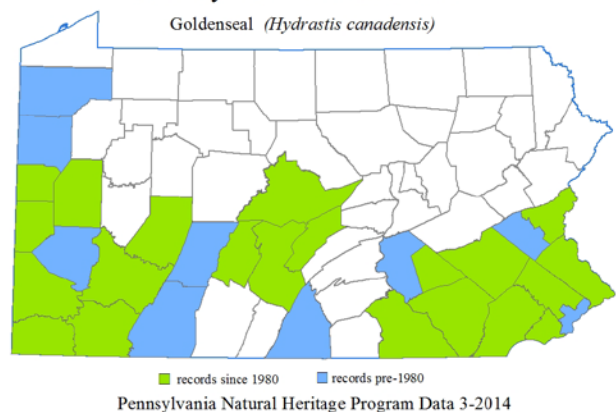 Goldenseal (Hydrastis canadensis)
records since 1980 records pre-1980
Pennsylvania Natural Heritage Program Data 3-2014